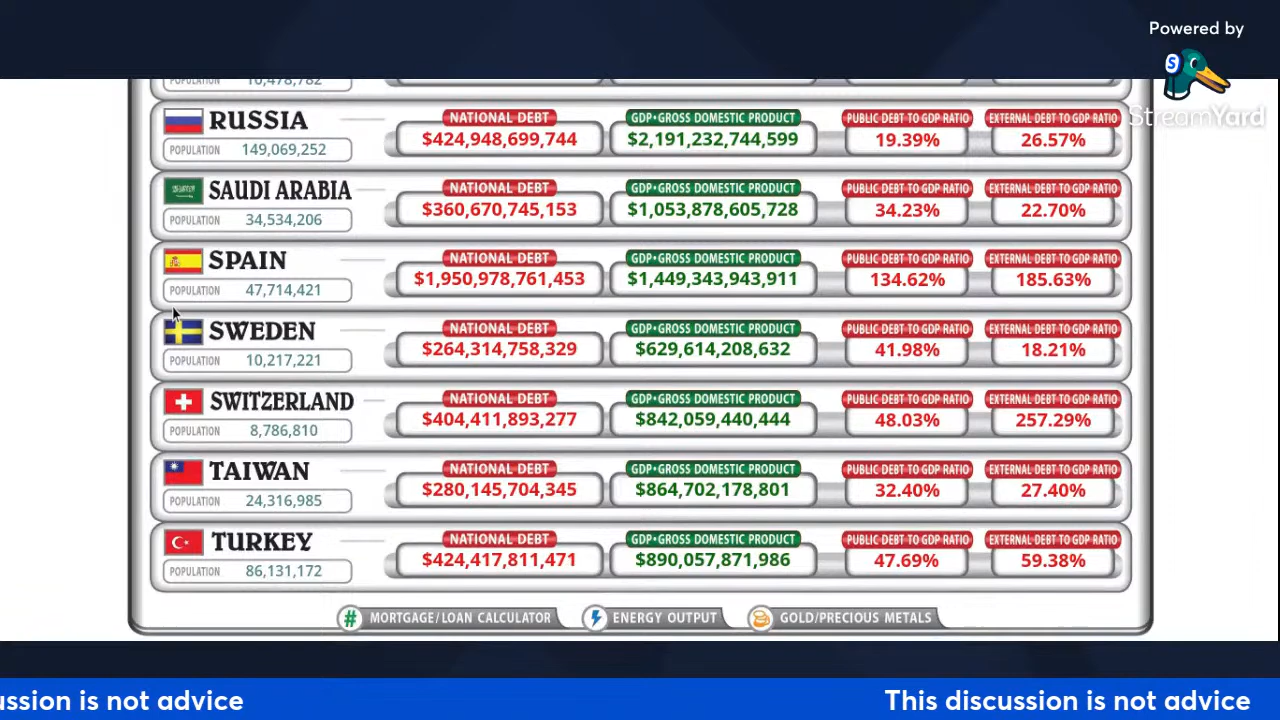 Powered by
S
StreamYard
POPULATION 10,478,782
RUSSIA
POPULATION 149,069,252
NATIONAL DEBT
$424,948,699,744
GDP•GROSS DOMESTIC PRODUCT
$2,191,232,744,599
PUBLIC DEBT TO GDP RATIO
19.39%
EXTERNAL DEBT TO GDP RATIO
26.57%
SAUDI ARABIA
POPULATION 34,534,206
NATIONAL DEBT
$360,670,745,153
GDP•GROSS DOMESTIC PRODUCT
$1,053,878,605,728
PUBLIC DEBT TO GDP RATIO
34.23%
EXTERNAL DEBT TO GDP RATIO
22.70%
SPAIN
POPULATION 47,714,421
NATIONAL DEBT
$1,950,978,761,453
GDP•GROSS DOMESTIC PRODUCT
$1,449,343,943,911
PUBLIC DEBT TO GDP RATIO
134.62%
EXTERNAL DEBT TO GDP RATIO
185.63%
SWEDEN
POPULATION 10,217,221
NATIONAL DEBT
$264,314,758,329
GDP•GROSS DOMESTIC PRODUCT
$629,614,208,632
PUBLIC DEBT TO GDP RATIO
41.98%
EXTERNAL DEBT TO GDP RATIO
18.21%
SWITZERLAND
POPULATION 8,786,810
NATIONAL DEBT
$404,411,893,277
GDP•GROSS DOMESTIC PRODUCT
$842,059,440,444
PUBLIC DEBT TO GDP RATIO
48.03%
EXTERNAL DEBT TO GDP RATIO
257.29%
TAIWAN
POPULATION 24,316,985
NATIONAL DEBT
$280,145,704,345
GDP•GROSS DOMESTIC PRODUCT
$864,702,178,801
PUBLIC DEBT TO GDP RATIO
32.40%
EXTERNAL DEBT TO GDP RATIO
27.40%
TURKEY
POPULATION 86,131,172
NATIONAL DEBT
$424,417,811,471
GDP•GROSS DOMESTIC PRODUCT
$890,057,871,986
PUBLIC DEBT TO GDP RATIO
47.69%
EXTERNAL DEBT TO GDP RATIO
59.38%
# MORTGAGE/LOAN CALCULATOR
ENERGY OUTPUT
GOLD/PRECIOUS METALS
ussion is not advice
This discussion is not advice